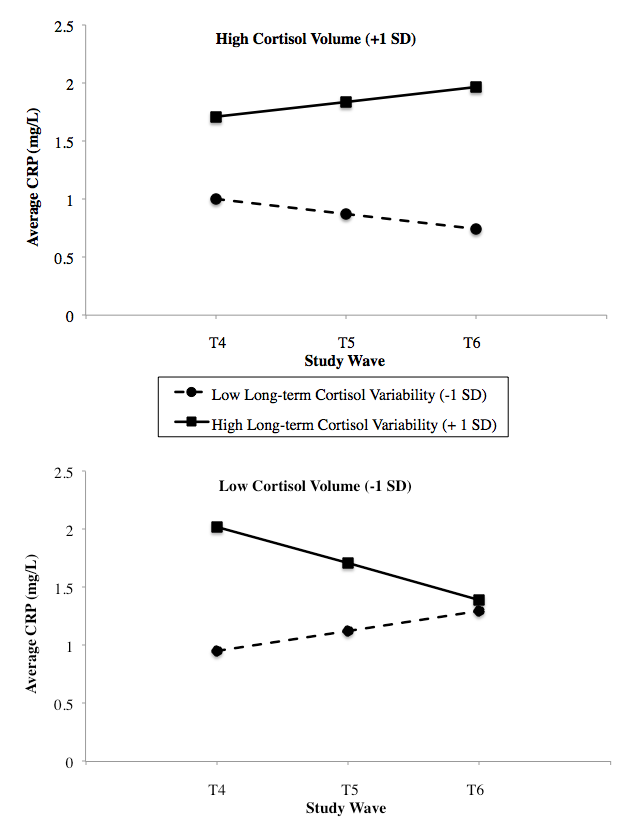 High Cortisol Volume (+1 SD)
2.5
2
1.5
1
0.5
0
Average CRP (mg/L)
T4 T5 T6
Study Wave
Low Long-term Cortisol Variability (-1 SD)
High Long-term Cortisol Variability (+ 1 SD)
Low Cortisol Volume (-1 SD)
2.5
2
1.5
1
0.5
0
Average CRP (mg/L)
T4 T5 T6
Study Wave